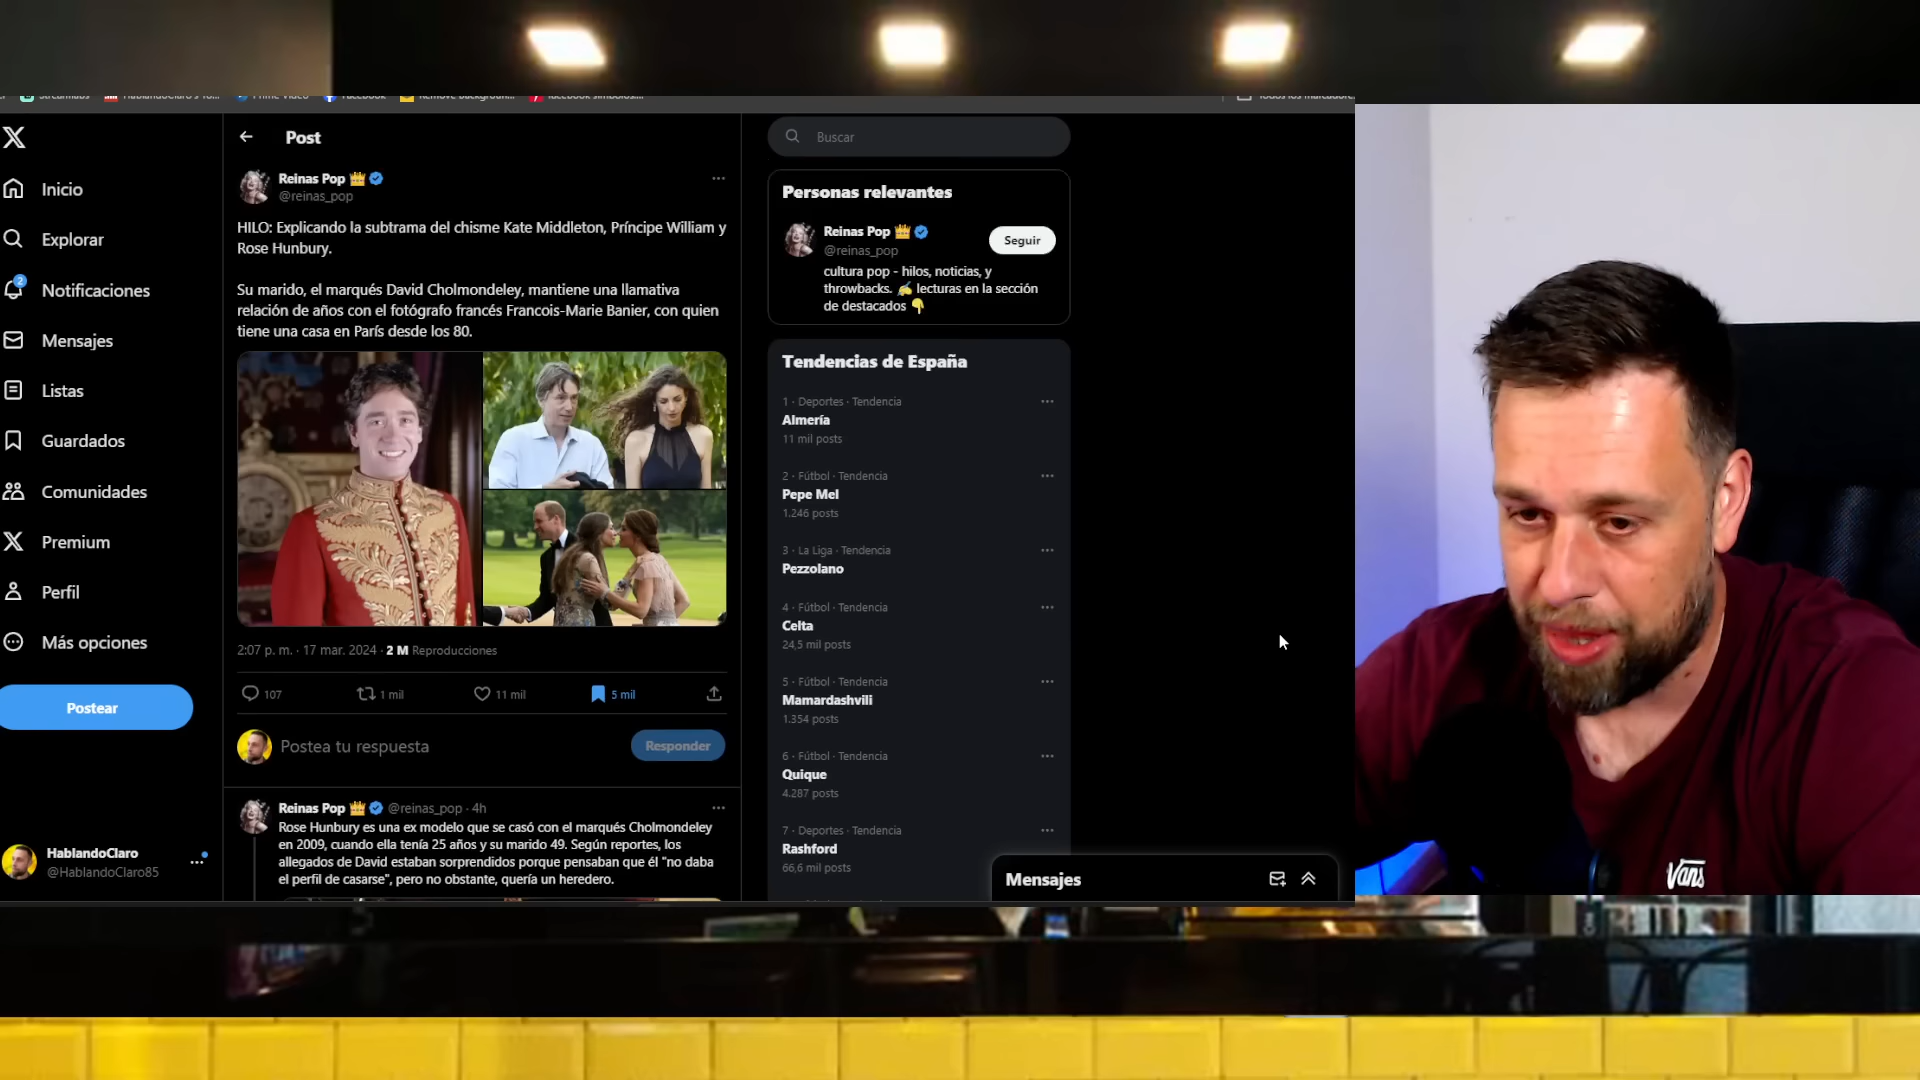 Post
Reinas Pop
@reinas_pop
HILO: Explicando la subtrama del chisme Kate Middleton, Príncipe William y
Rose Hunbury.
Su marido, el marqués David Cholmondeley, mantiene una llamativa
relación de años con el fotógrafo francés Francois-Marie Banier, con quien
tiene una casa en París desde los 80.
2:07 p. m. · 17 mar. 2024 · 2 M Reproducciones
107
1 mil
11 mil
5 mil
Postea tu respuesta
Responder
Reinas Pop @reinas_pop · 4h
Rose Hunbury es una ex modelo que se casó con el marqués Cholmondeley
en 2009, cuando ella tenía 25 años y su marido 49. Según reportes, los
allegados de David estaban sorprendidos porque pensaban que él "no daba
el perfil de casarse", pero no obstante, quería un heredero.
Inicio
Explorar
2
Notificaciones
Mensajes
Listas
Guardados
Comunidades
Premium
Perfil
Más opciones
Postear
HablandoClaro
@HablandoClaro85
Buscar
Personas relevantes
Reinas Pop
@reinas_pop
Seguir
cultura pop - hilos, noticias, y
throwbacks. ✍ lecturas en la sección
de destacados 👇
Tendencias de España
1 · Deportes · Tendencia
Almería
11 mil posts
2 · Fútbol · Tendencia
Pepe Mel
1.246 posts
3 · La Liga · Tendencia
Pezzolano
4 · Fútbol · Tendencia
Celta
24,5 mil posts
5 · Fútbol · Tendencia
Mamardashvili
1.354 posts
6 · Fútbol · Tendencia
Quique
4.287 posts
7 · Deportes · Tendencia
Rashford
66,6 mil posts
Mensajes
Vans